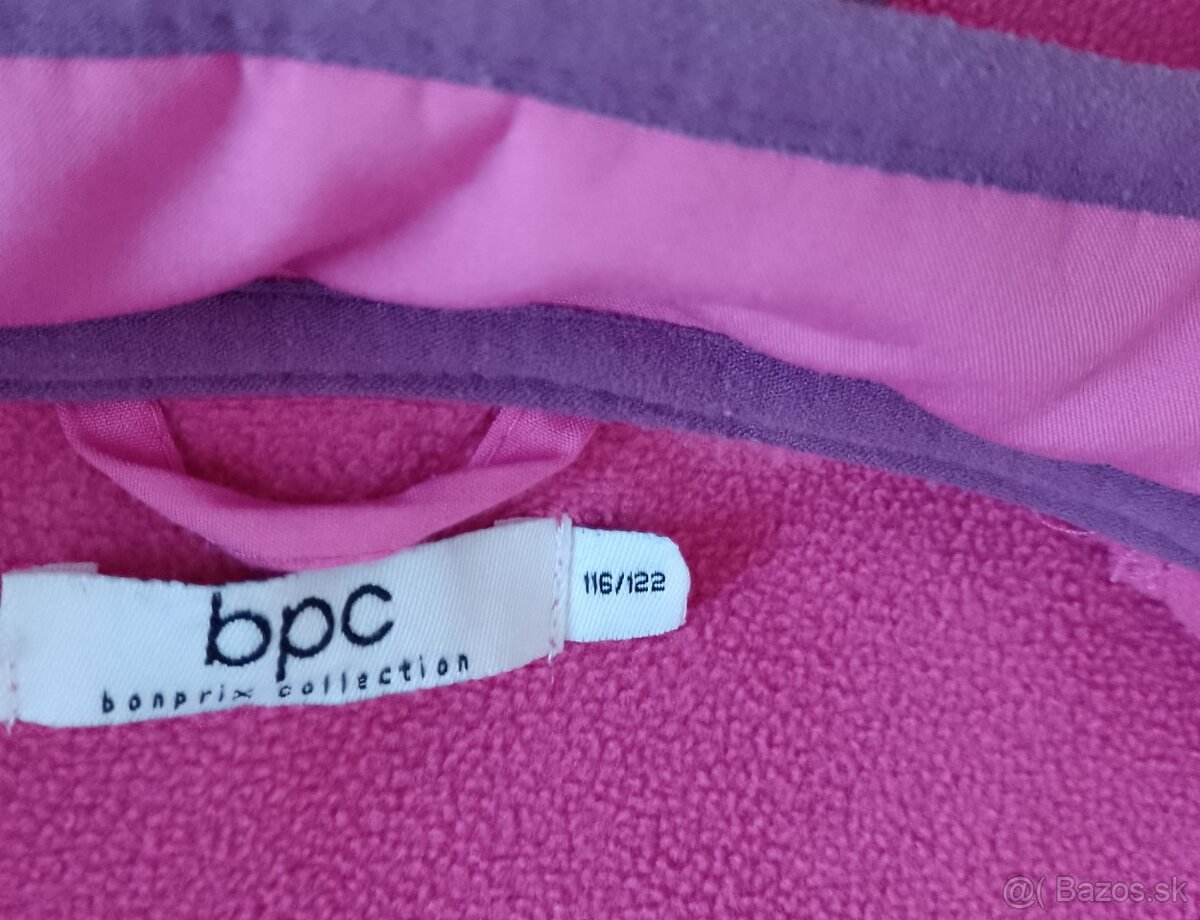 bpc
bonprix collection
116/122
@( Bazos.sk